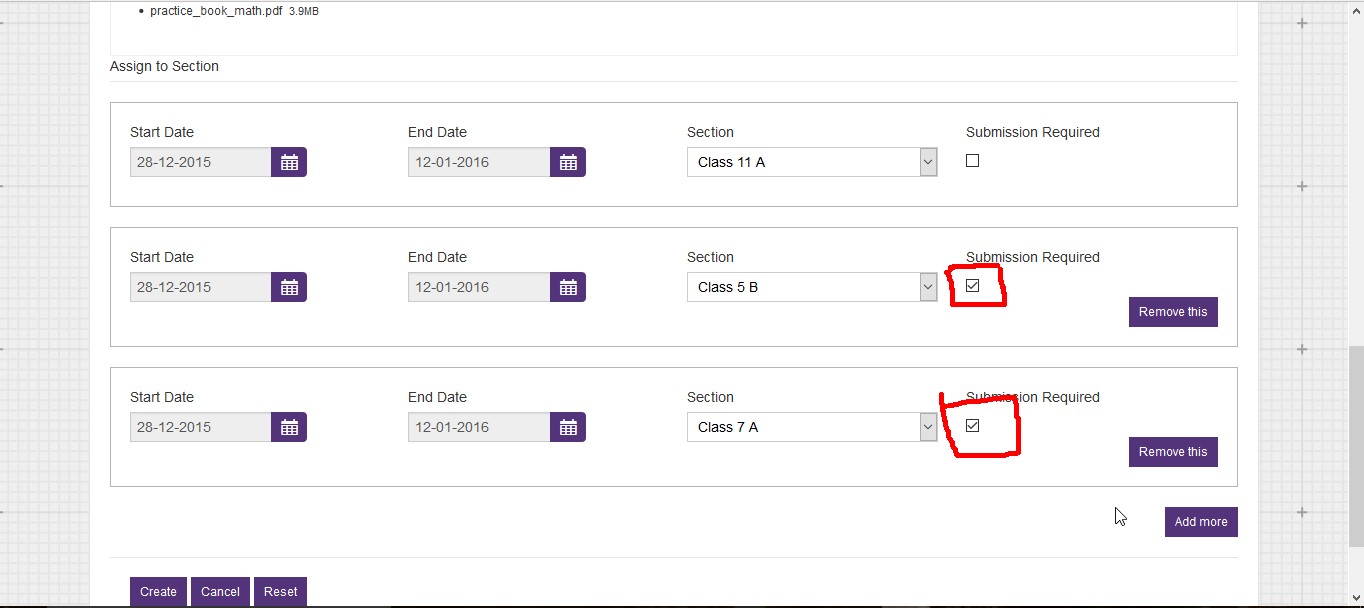 • practice_book_math.pdf 3.9MB
Assign to Section
Start Date End Date Section Submission Required
28-12-2015 12-01-2016 Class 11 A
Start Date End Date Section Submission Required
28-12-2015 12-01-2016 Class 5 B
Remove this
Start Date End Date Section Submission Required
28-12-2015 12-01-2016 Class 7 A
Remove this
Add more
Create Cancel Reset